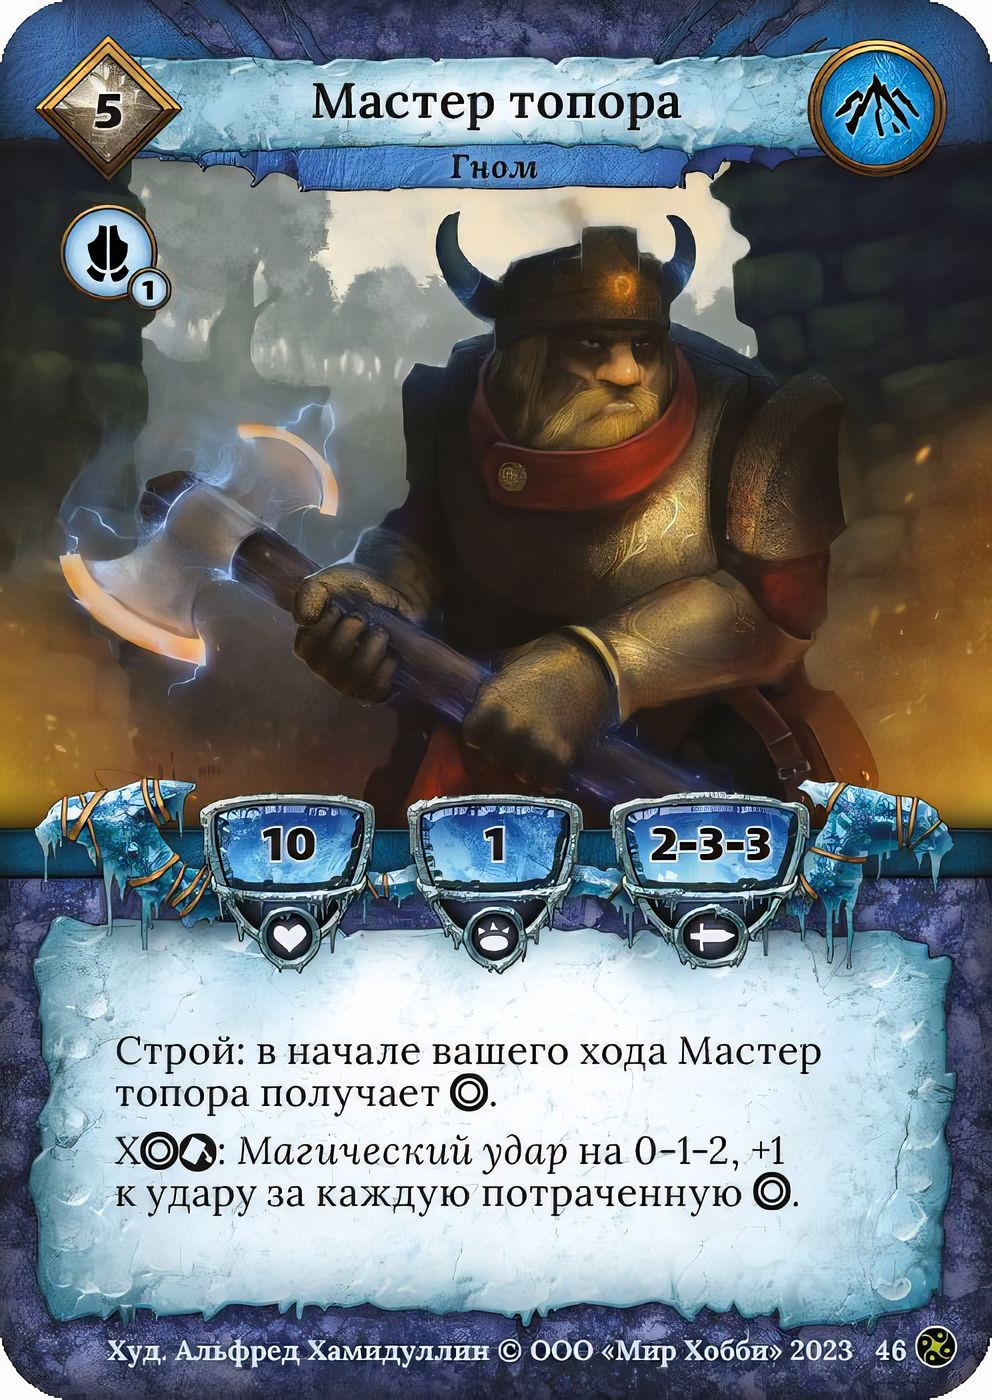 5
Мастер топора
Гном
1
10
1
2-3-3
Строй: в начале вашего хода Мастер
топора получает .
X: Магический удар на 0-1-2, +1
к удару за каждую потраченную .
Худ. Альфред Хамидуллин © ООО «Мир Хобби» 2023 46